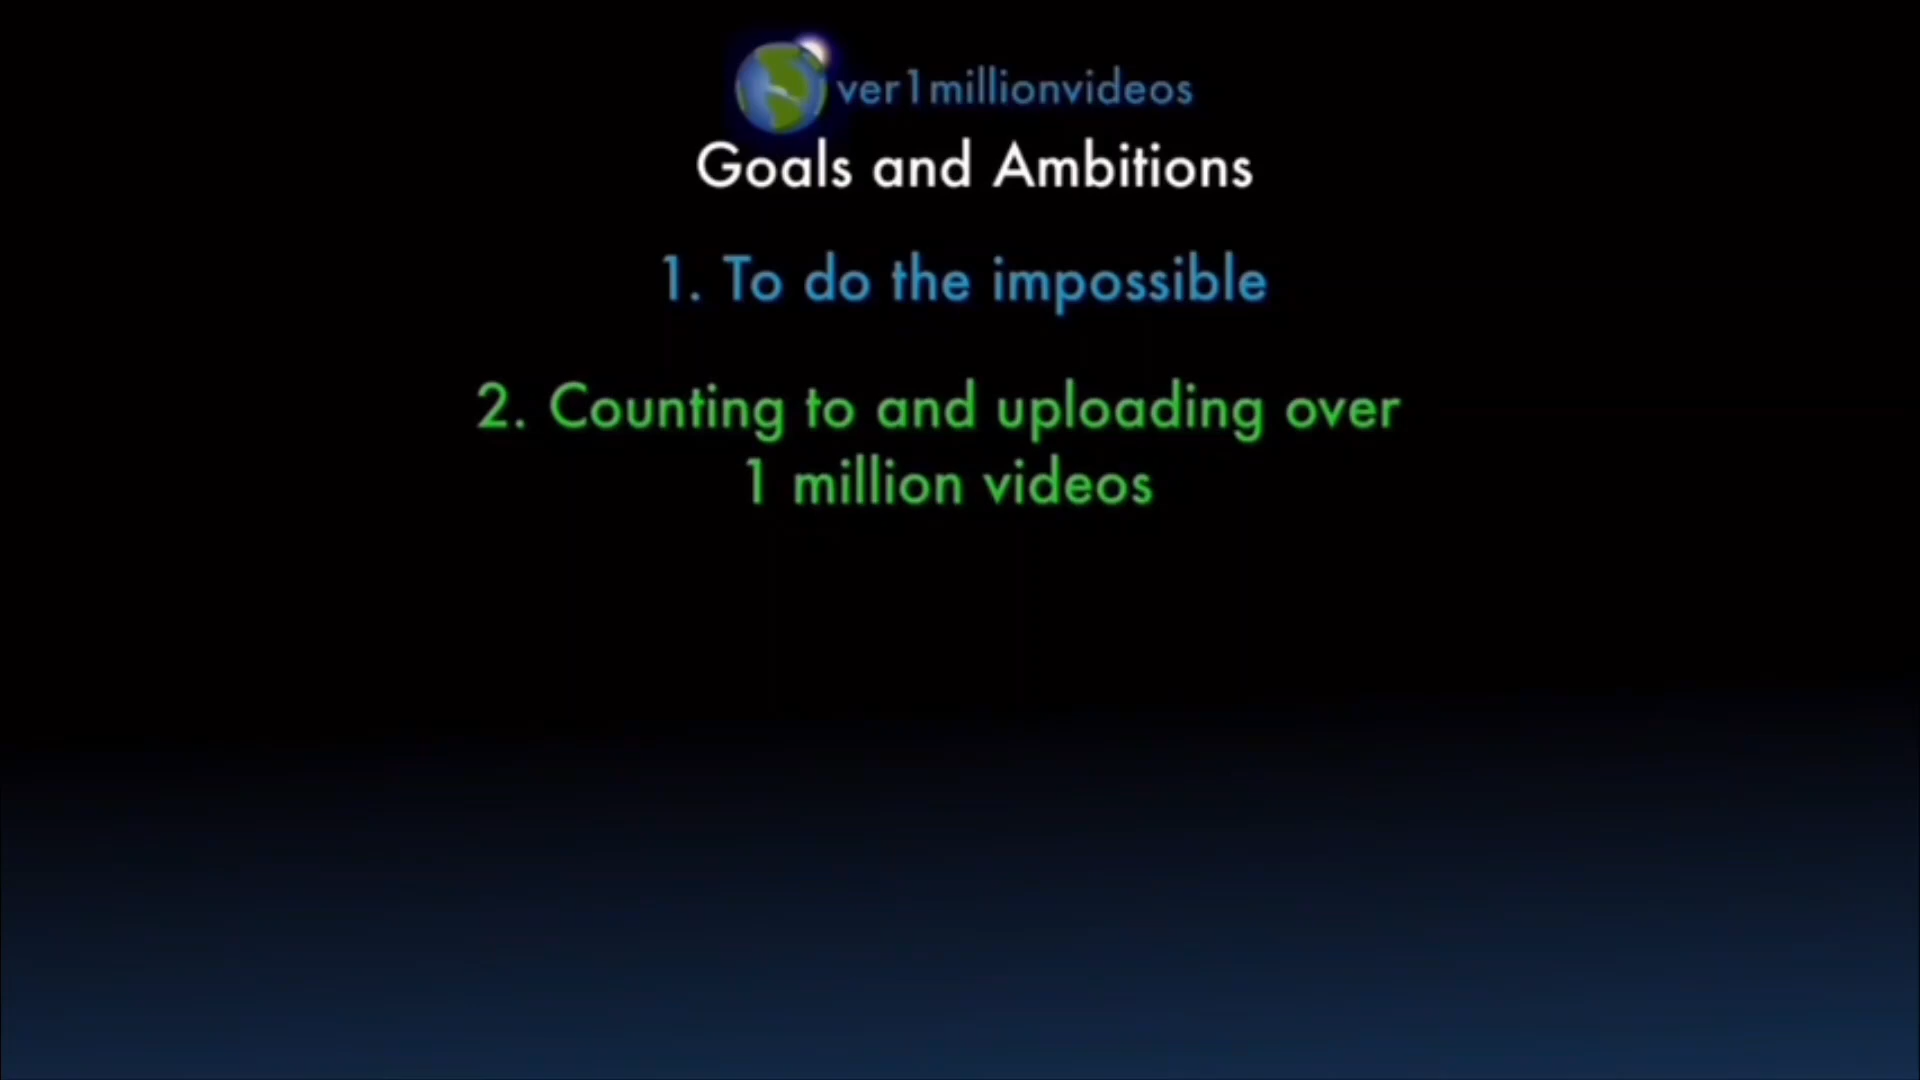 ver1millionvideos
Goals and Ambitions
1. To do the impossible
2. Counting to and uploading over
1 million videos